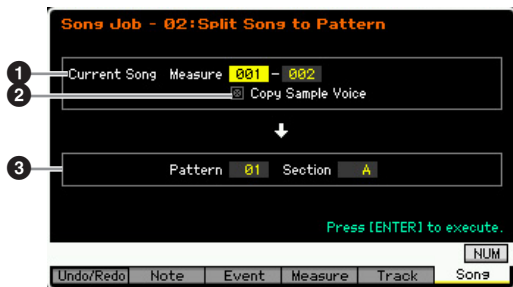 Song Job - 02:Split Song to Pattern
1 Current Song Measure 001 - 002
2 Copy Sample Voice
3 Pattern 01 Section A
Press [ENTER] to execute.
NUM
Undo/Redo Note Event Measure Track Song